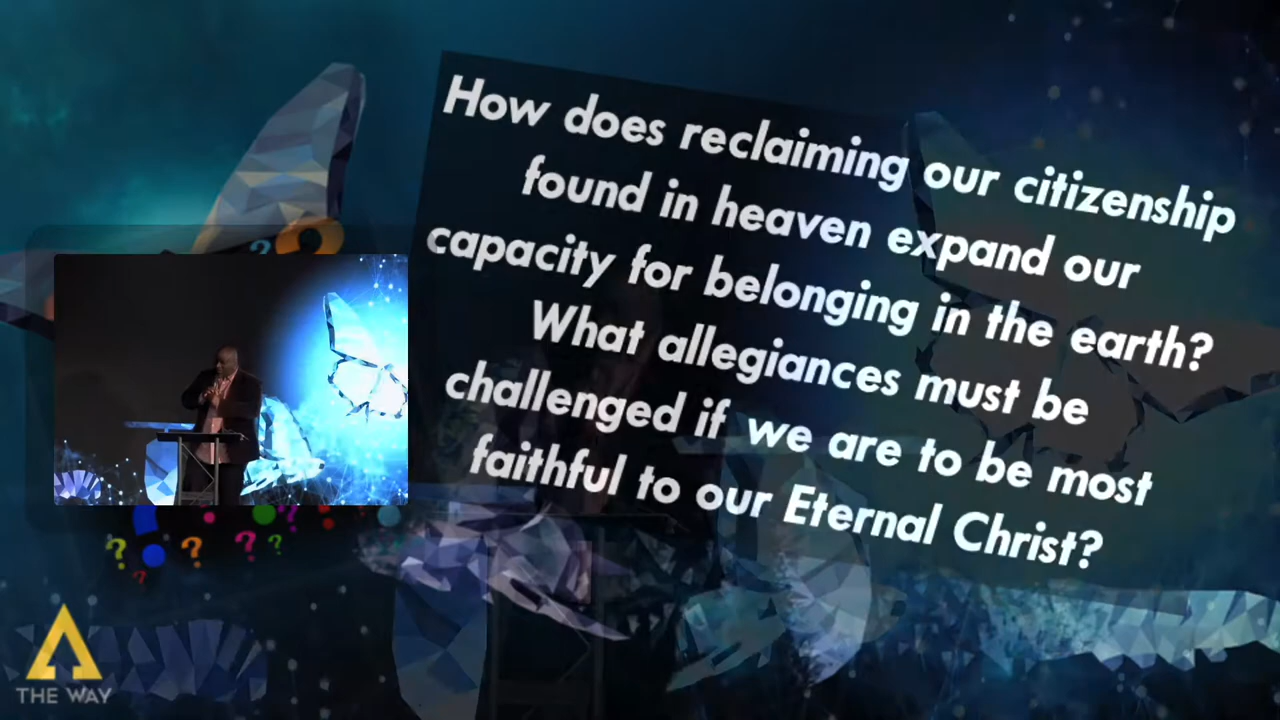 How does reclaiming our citizenship
found in heaven expand our
capacity for belonging in the earth?
What allegiances must be
challenged if we are to be most
faithful to our Eternal Christ?
?
? ? ? ? ?
?
THE WAY